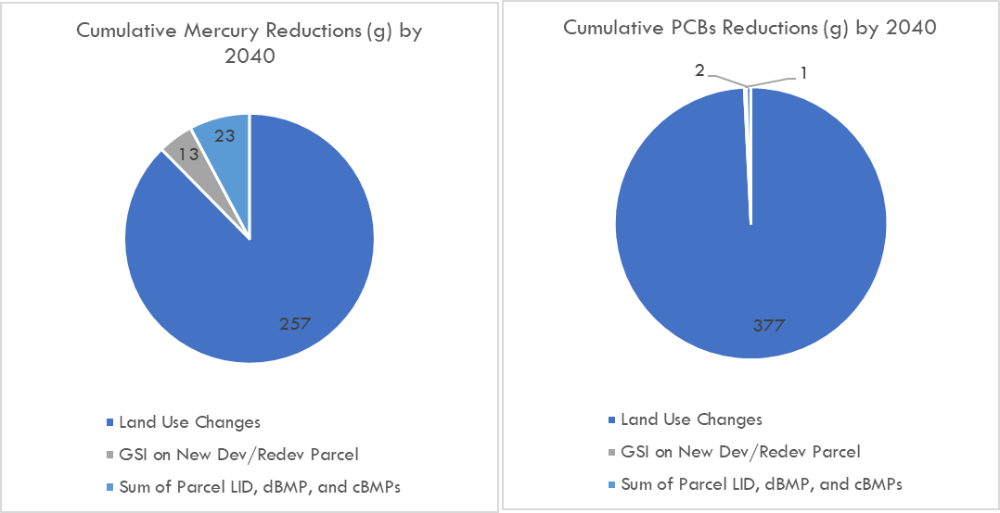 Cumulative Mercury Reductions (g) by
2040
23
13
257
Land Use Changes
GSI on New Dev/Redev Parcel
Sum of Parcel LID, dBMP, and cBMPs
Cumulative PCBs Reductions (g) by 2040
2
1
377
Land Use Changes
GSI on New Dev/Redev Parcel
Sum of Parcel LID, dBMP, and cBMPs